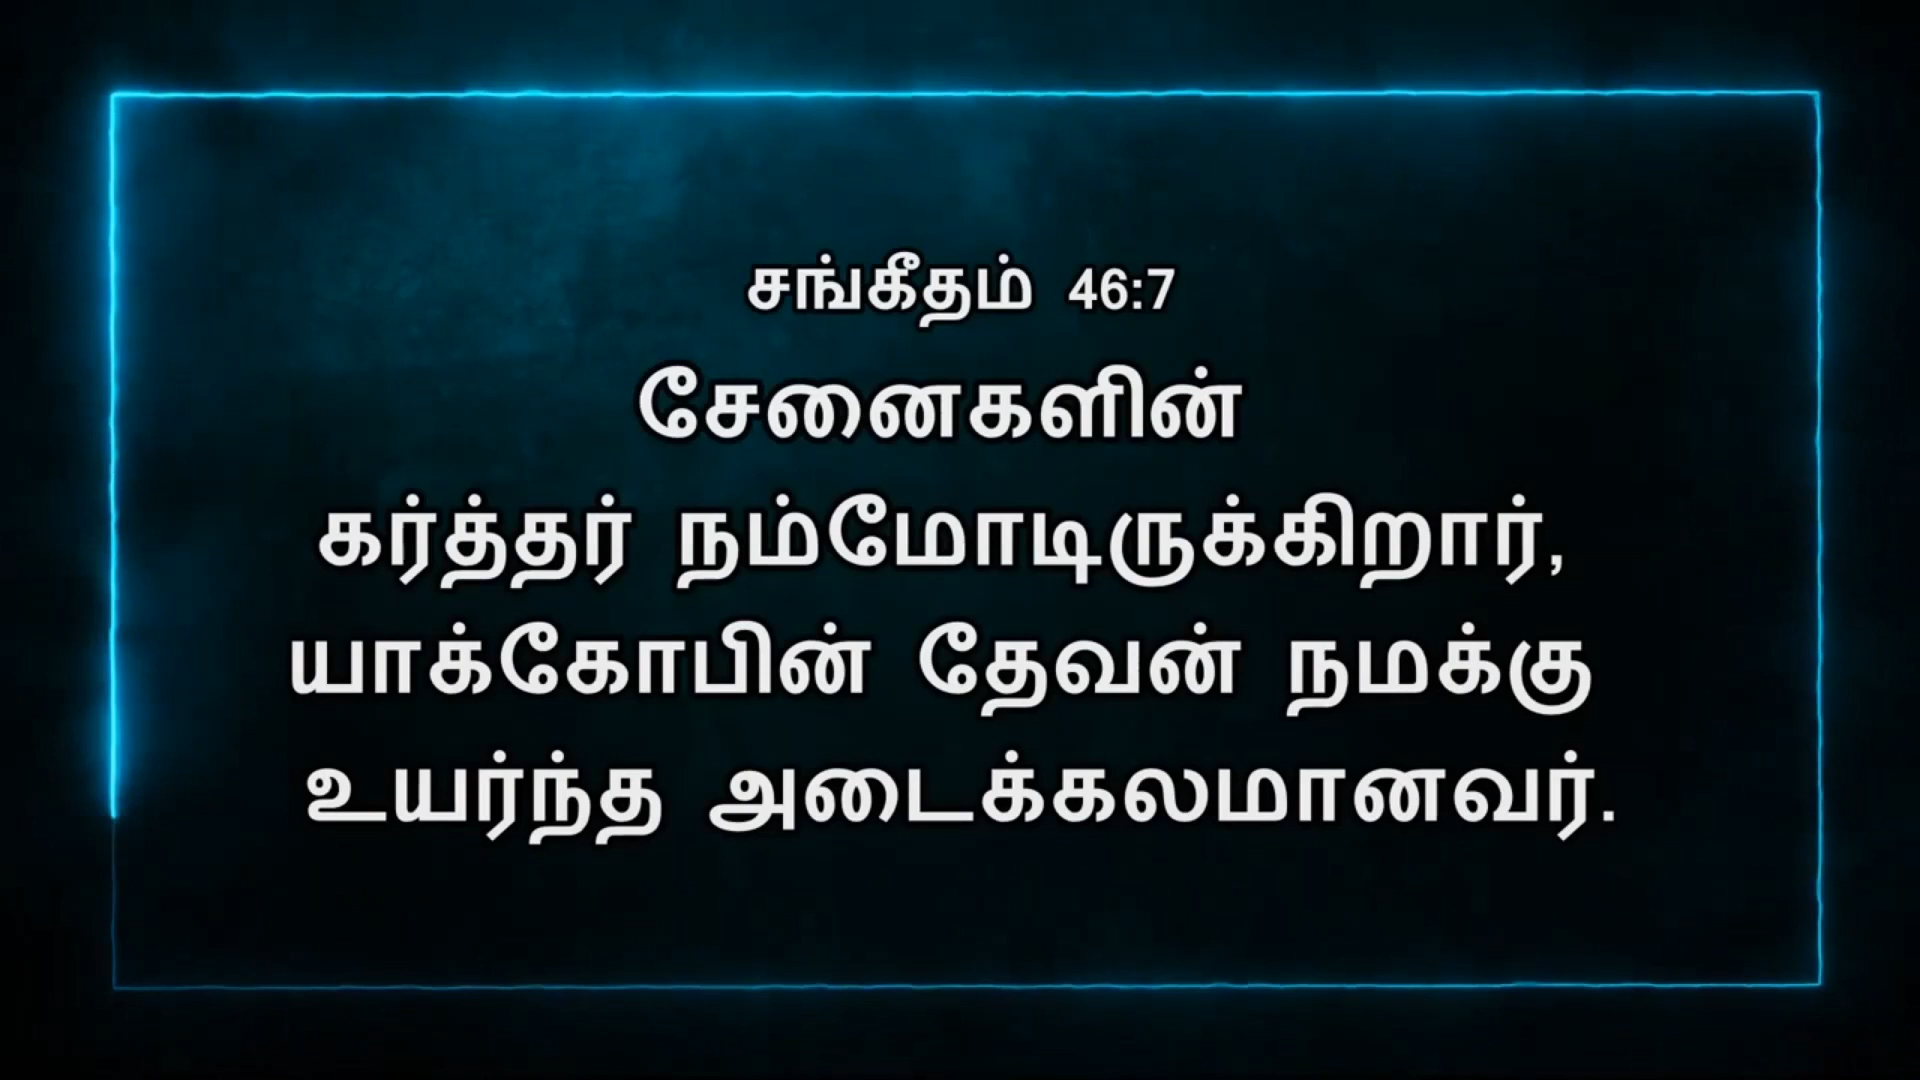 சங்கீதம் 46:7
சேனைகளின்
கர்த்தர் நம்மோடிருக்கிறார்,
யாக்கோபின் தேவன் நமக்கு
உயர்ந்த அடைக்கலமானவர்.